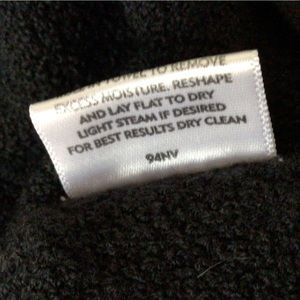 TOWEL TO REMOVE
EXCESS MOISTURE. RESHAPE
AND LAY FLAT TO DRY
LIGHT STEAM IF DESIRED
FOR BEST RESULTS DRY CLEAN
94NV